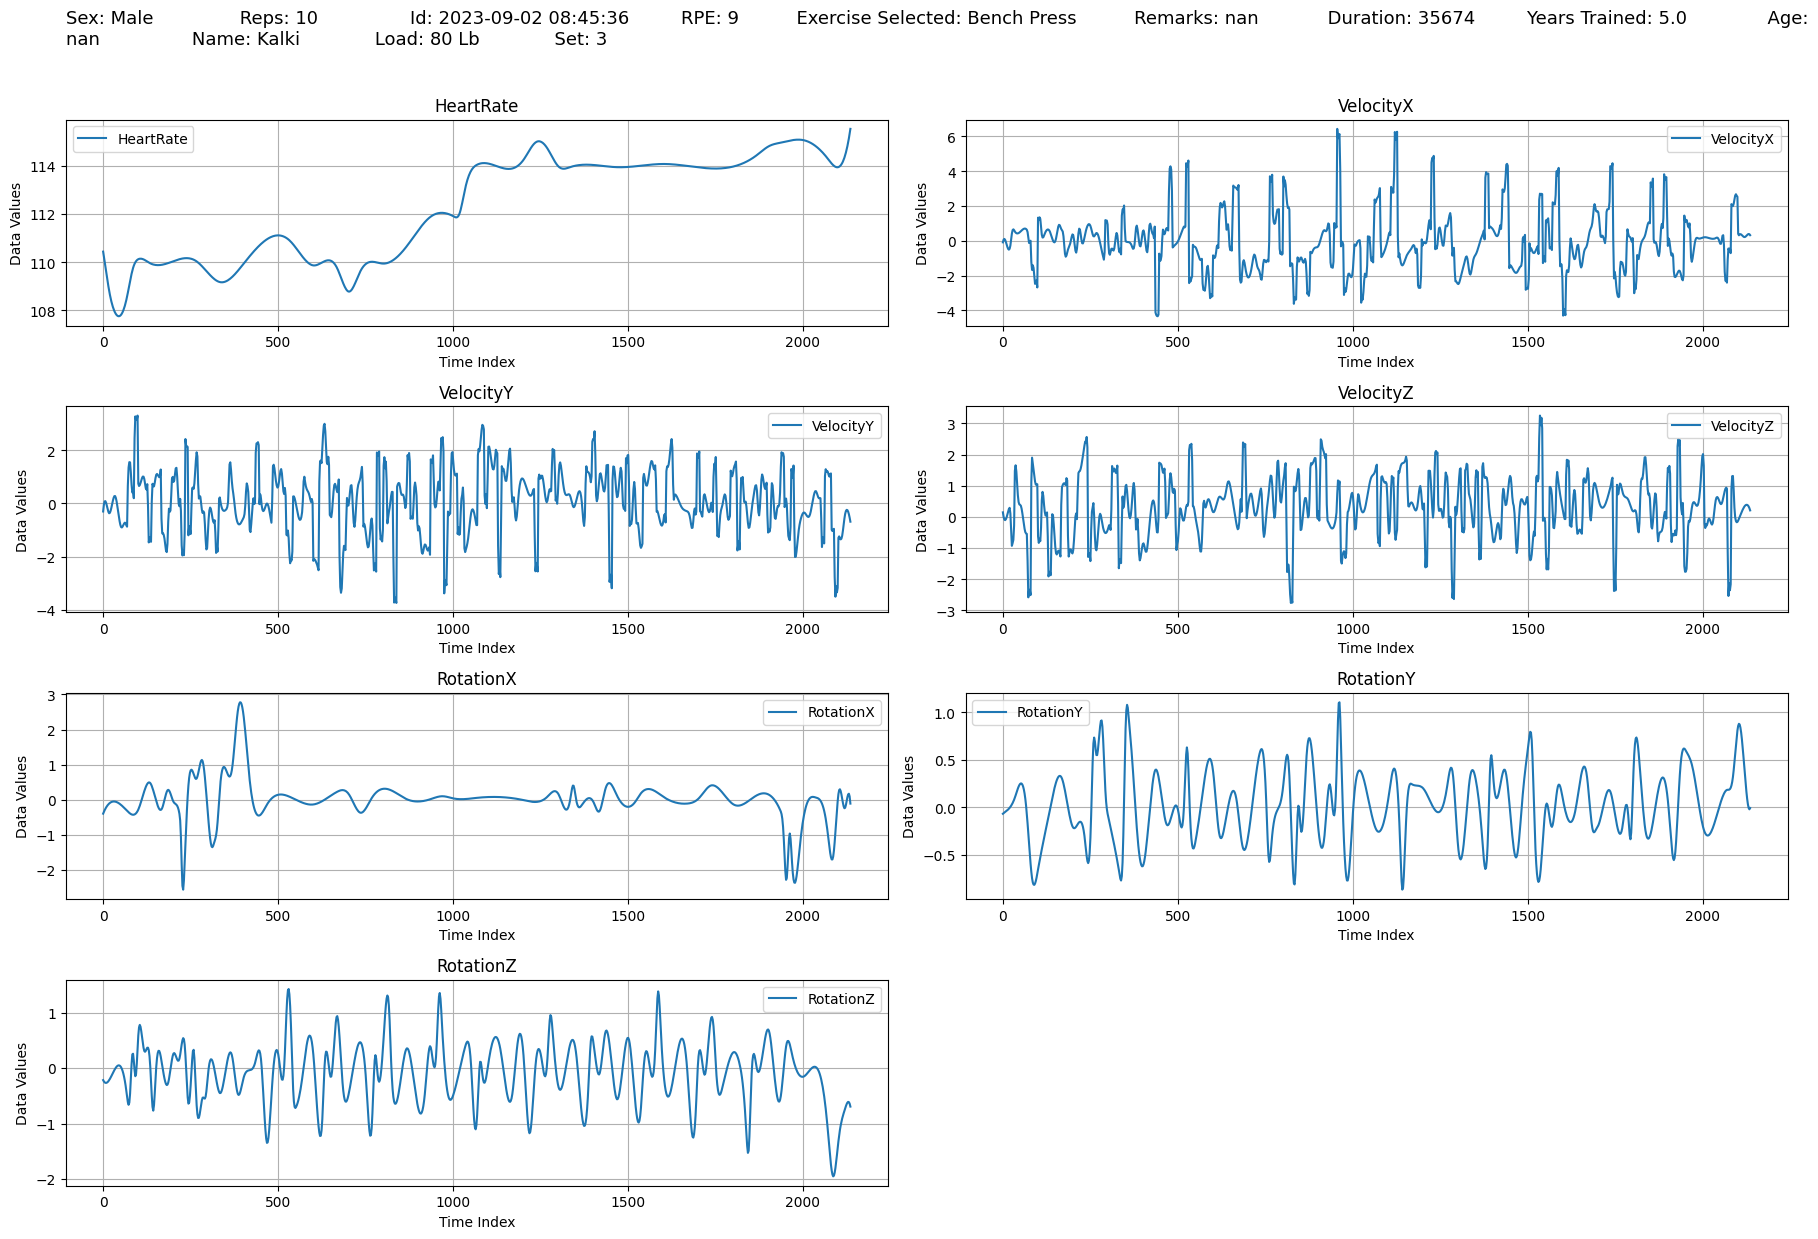 Sex: Male Reps: 10 Id: 2023-09-02 08:45:36 RPE: 9 Exercise Selected: Bench Press Remarks: nan Duration: 35674 Years Trained: 5.0 Age:
nan Name: Kalki Load: 80 Lb Set: 3
HeartRate
HeartRate
Data Values
114
112
110
108
0 500 1000 1500 2000
Time Index
VelocityX
VelocityX
Data Values
6
4
2
0
−2
−4
0 500 1000 1500 2000
Time Index
VelocityY
VelocityY
Data Values
2
0
−2
−4
0 500 1000 1500 2000
Time Index
VelocityZ
VelocityZ
Data Values
3
2
1
0
−1
−2
−3
0 500 1000 1500 2000
Time Index
RotationX
RotationX
Data Values
3
2
1
0
−1
−2
0 500 1000 1500 2000
Time Index
RotationY
RotationY
Data Values
1.0
0.5
0.0
−0.5
0 500 1000 1500 2000
Time Index
RotationZ
RotationZ
Data Values
1
0
−1
−2
0 500 1000 1500 2000
Time Index